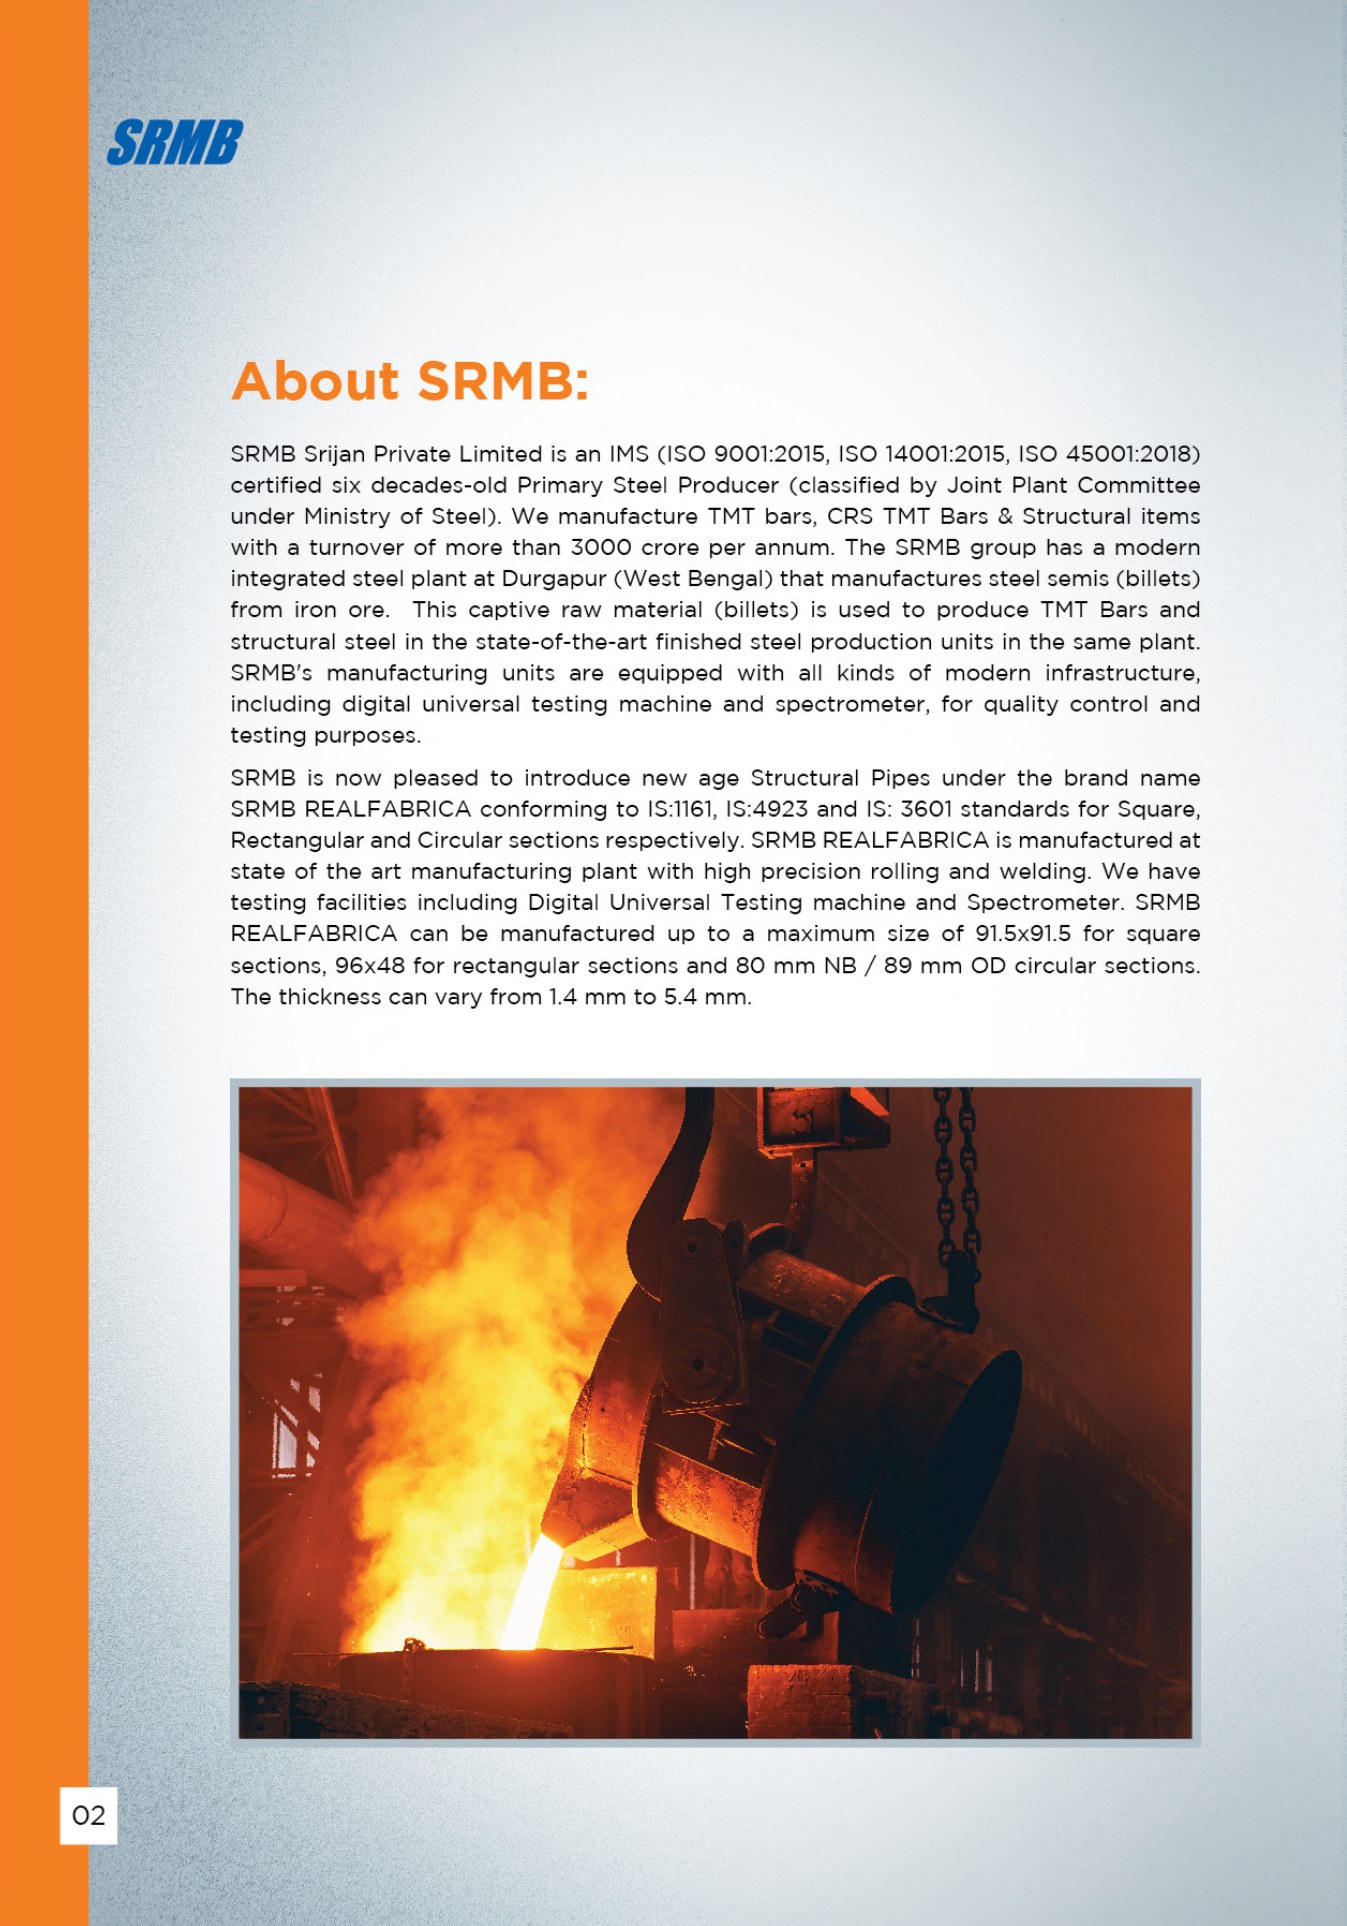 SRMB
About SRMB:
SRMB Srijan Private Limited is an IMS (ISO 9001:2015, ISO 14001:2015, ISO 45001:2018)
certified six decades-old Primary Steel Producer (classified by Joint Plant Committee
under Ministry of Steel). We manufacture TMT bars, CRS TMT Bars & Structural items
with a turnover of more than 3000 crore per annum. The SRMB group has a modern
integrated steel plant at Durgapur (West Bengal) that manufactures steel semis (billets)
from iron ore.  This captive raw material (billets) is used to produce TMT Bars and
structural steel in the state-of-the-art finished steel production units in the same plant.
SRMB's manufacturing units are equipped with all kinds of modern infrastructure,
including digital universal testing machine and spectrometer, for quality control and
testing purposes.
SRMB is now pleased to introduce new age Structural Pipes under the brand name
SRMB REALFABRICA conforming to IS:1161, IS:4923 and IS: 3601 standards for Square,
Rectangular and Circular sections respectively. SRMB REALFABRICA is manufactured at
state of the art manufacturing plant with high precision rolling and welding. We have
testing facilities including Digital Universal Testing machine and Spectrometer. SRMB
REALFABRICA can be manufactured up to a maximum size of 91.5x91.5 for square
sections, 96x48 for rectangular sections and 80 mm NB / 89 mm OD circular sections.
The thickness can vary from 1.4 mm to 5.4 mm.
02